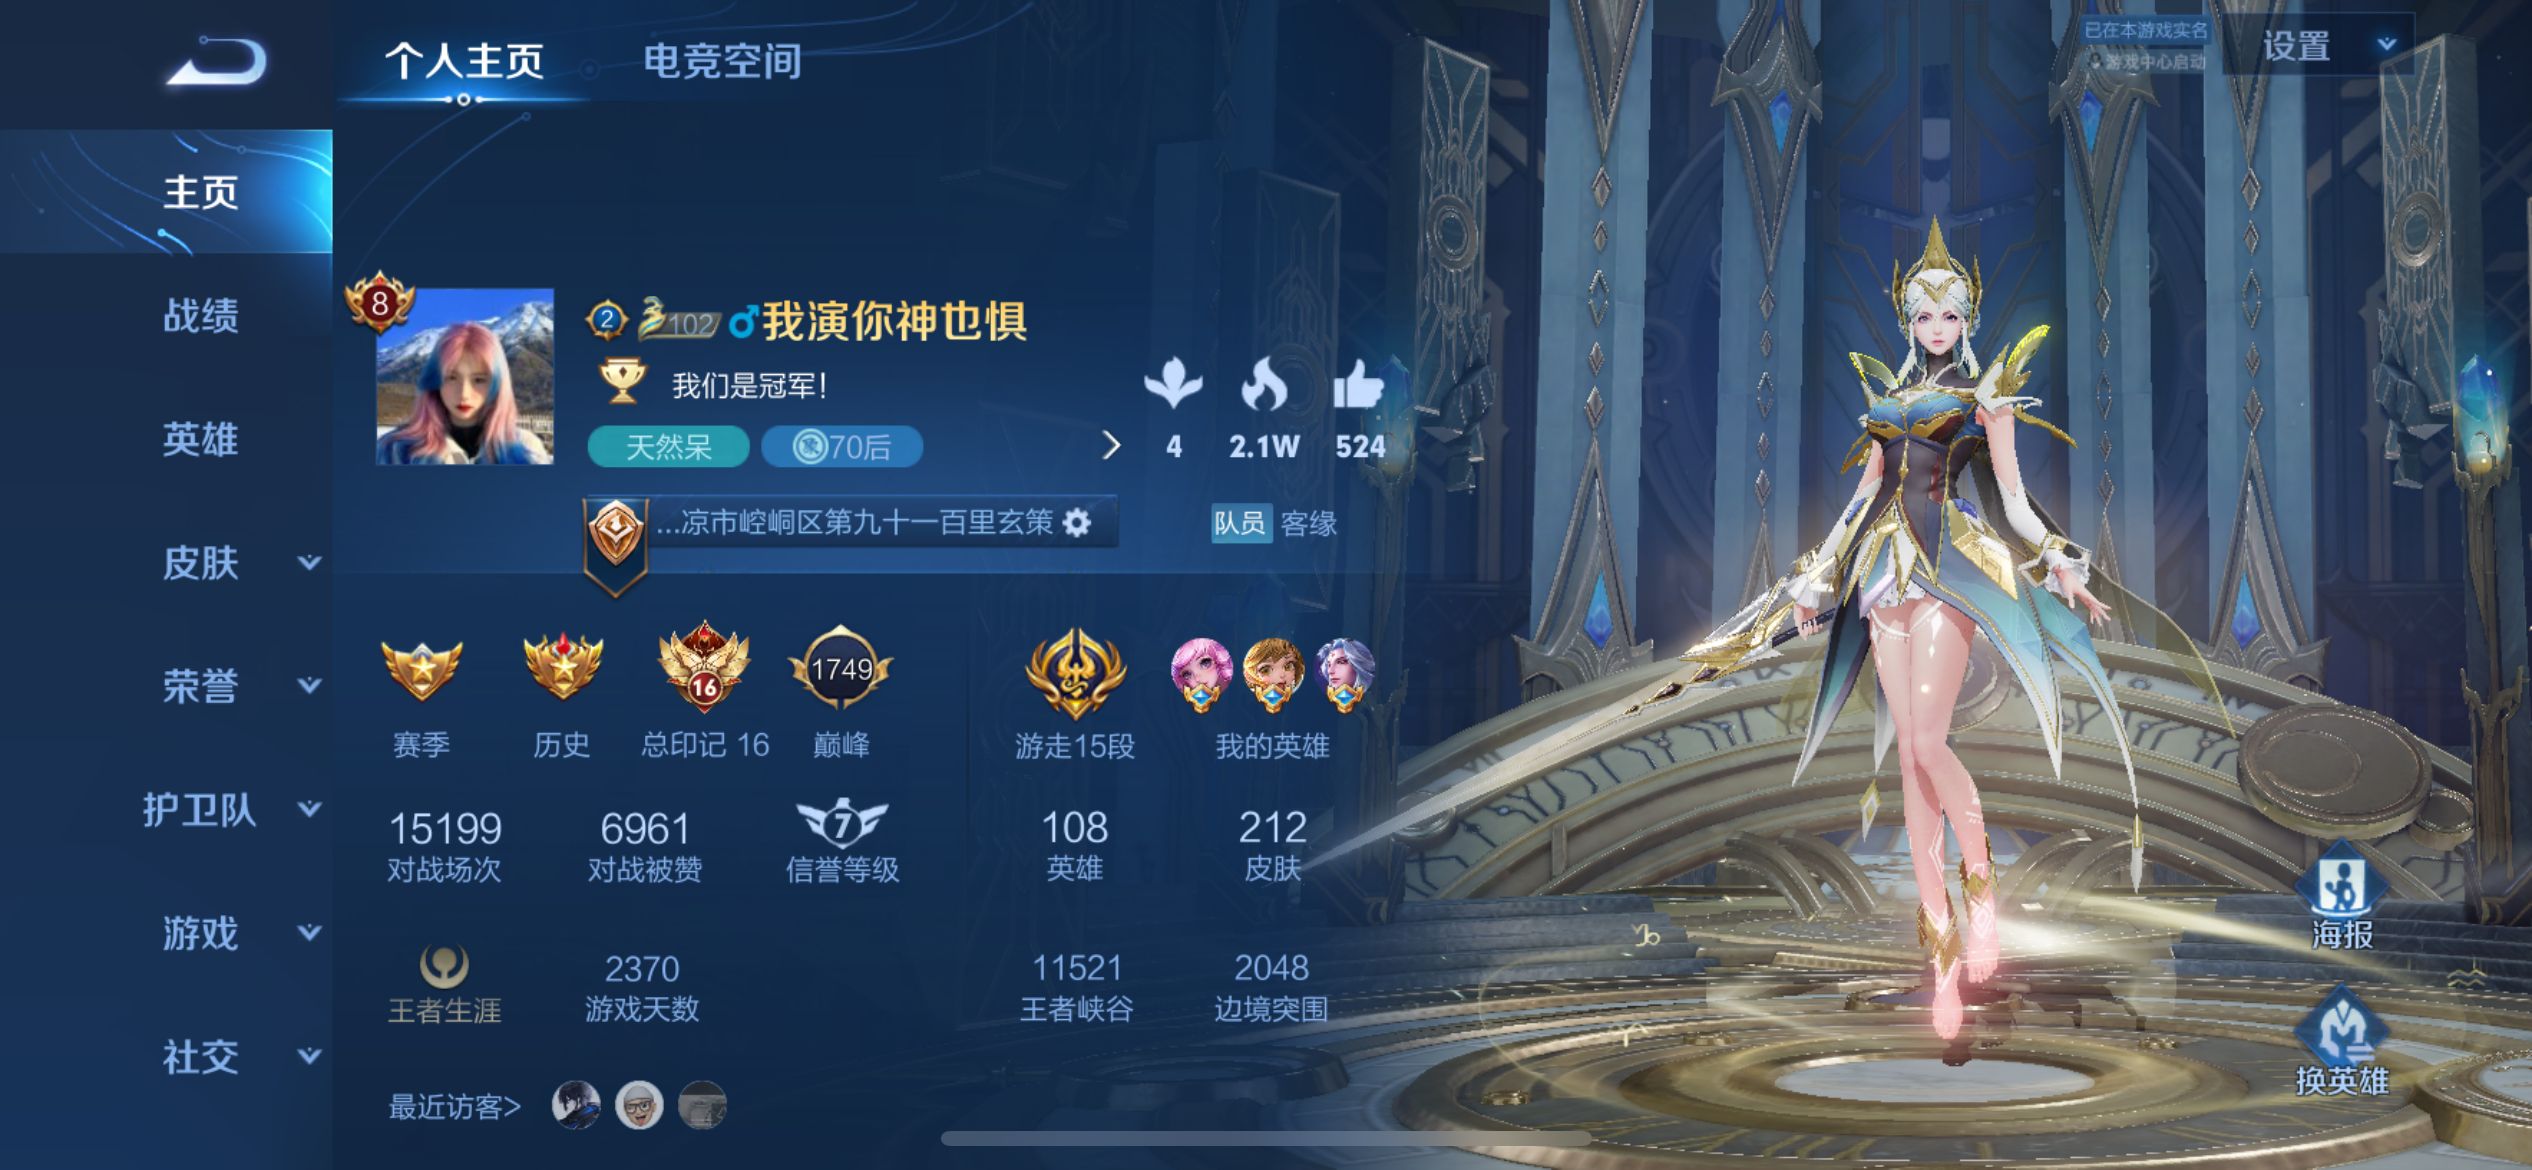 个人主页
电竞空间
已在本游戏实名
游戏中心启动
设置
主页
战绩
英雄
皮肤
荣誉
护卫队
游戏
社交
8
2
102
我演你神也惧
我们是冠军!
天然呆
70后
4
2.1W
524
...凉市崆峒区第九十一百里玄策
队员 客缘
16
1749
赛季
历史
总印记 16
巅峰
游走15段
我的英雄
15199
对战场次
6961
对战被赞
7
信誉等级
108
英雄
212
皮肤
王者生涯
2370
游戏天数
11521
王者峡谷
2048
边境突围
最近访客>
海报
换英雄